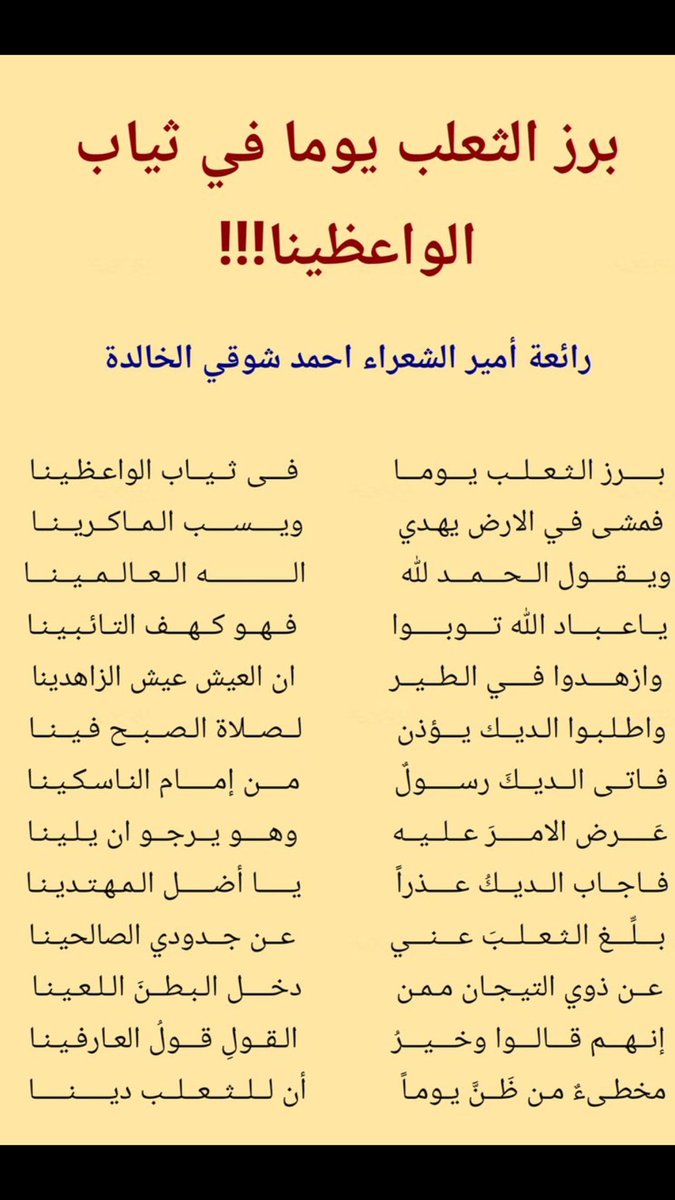 برز الثعلب يوما في ثياب
الواعظينا!!!
رائعة أمير الشعراء احمد شوقي الخالدة
برز الثعلب يوما فى ثياب الواعظينا
فمشى في الارض يهدي ويسب الماكرينا
ويقول الحمد لله اله العالمينا
ياعباد الله توبوا فهو كهف التائبينا
وازهدوا في الطير ان العيش عيش الزاهدينا
واطلبوا الديك يؤذن لصلاة الصبح فينا
فاتى الديكَ رسولٌ من إمام الناسكينا
عَرض الامرَ عليه وهو يرجو ان يلينا
فاجاب الديكُ عذراً يا أضل المهتدينا
بلِّغ الثعلبَ عني عن جدودي الصالحينا
عن ذوي التيجان ممن دخل البطنَ اللعينا
إنهم قالوا وخيرُ القولِ قولُ العارفينا
مخطىءٌ من ظَنَّ يوماً أن للثعلب دينا